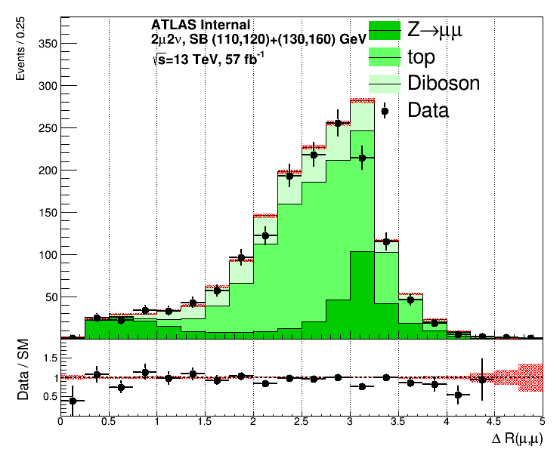 ATLAS Internal
2μ2ν, SB (110,120)+(130,160) GeV
√s=13 TeV, 57 fb⁻¹
Z→μμ
top
Diboson
Data
Events / 0.25
350
300
250
200
150
100
50
Data / SM
1.5
1
0.5
0 0.5 1 1.5 2 2.5 3 3.5 4 4.5 5
Δ R(μ,μ)